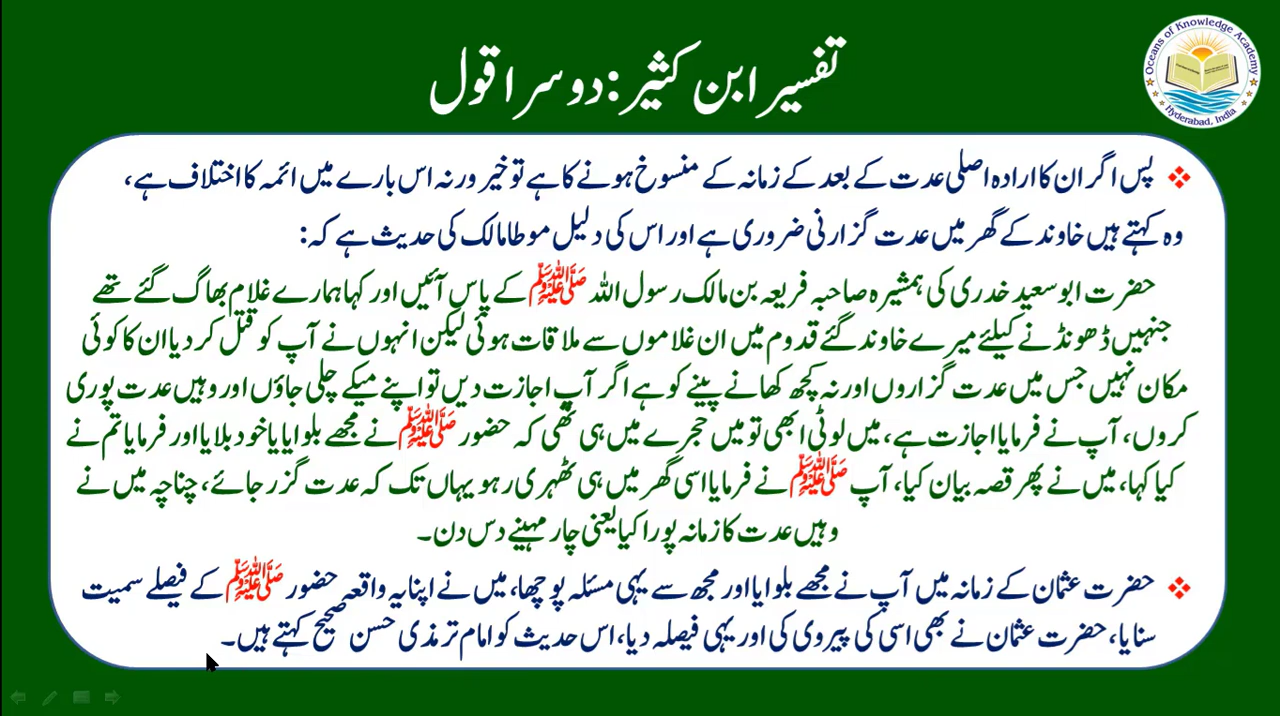 Oceans of Knowledge Academy
Hyderabad, India
تفسیر ابن کثیر: دوسرا قول
❖ پس اگر ان کا ارادہ اصلی عدت کے بعد کے زمانہ کے منسوخ ہونے کا ہے تو خیر ورنہ اس بارے میں ائمہ کا اختلاف ہے،
وہ کہتے ہیں خاوند کے گھر میں عدت گزارنی ضروری ہے اور اس کی دلیل موطا مالک کی حدیث ہے کہ:
حضرت ابو سعید خدری کی ہمشیرہ صاحبہ فریعہ بن مالک رسول اللہ ﷺ کے پاس آئیں اور کہا ہمارے غلام بھاگ گئے تھے
جنہیں ڈھونڈنے کیلئے میرے خاوند گئے قدوم میں ان غلاموں سے ملاقات ہوئی لیکن انہوں نے آپ کو قتل کر دیا ان کا کوئی
مکان نہیں جس میں عدت گزاروں اور نہ کچھ کھانے پینے کو ہے اگر آپ اجازت دیں تو اپنے میکے چلی جاؤں اور وہیں عدت پوری
کروں، آپ نے فرمایا اجازت ہے، میں لوٹی ابھی تو میں حجرے میں ہی تھی کہ حضور ﷺ نے مجھے بلوایا یا خود بلایا اور فرمایا تم نے
کیا کہا، میں نے پھر قصہ بیان کیا، آپ ﷺ نے فرمایا اسی گھر میں ہی ٹھہری رہو یہاں تک کہ عدت گزر جائے، چناچہ میں نے
وہیں عدت کا زمانہ پورا کیا یعنی چار مہینے دس دن۔
❖ حضرت عثمان کے زمانہ میں آپ نے مجھے بلوایا اور مجھ سے یہی مسئلہ پوچھا، میں نے اپنا یہ واقعہ حضور ﷺ کے فیصلے سمیت
سنایا، حضرت عثمان نے بھی اسی کی پیروی کی اور یہی فیصلہ دیا، اس حدیث کو امام ترمذی حسن صحیح کہتے ہیں۔